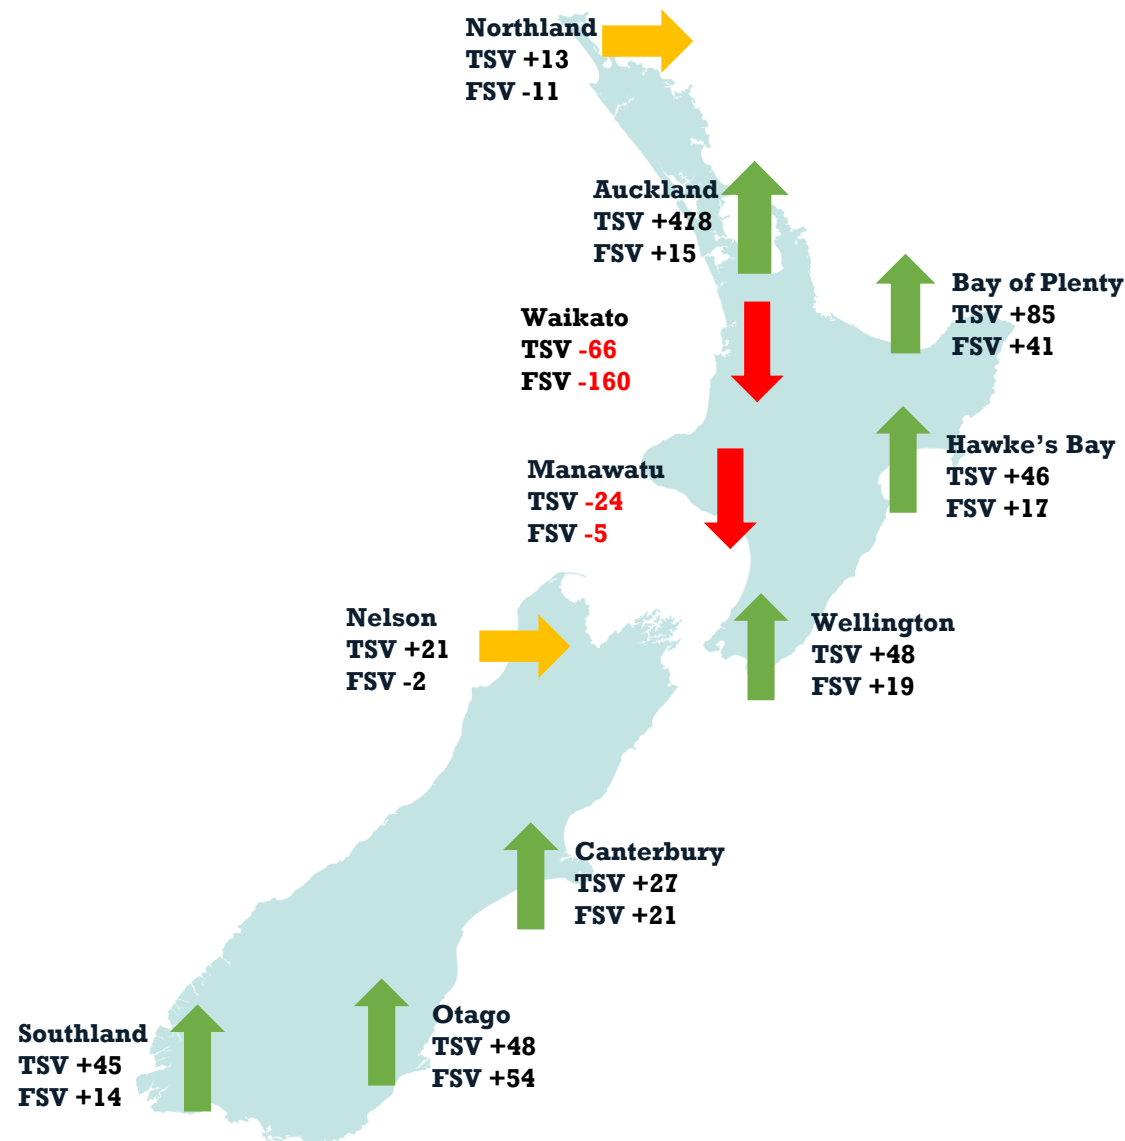 Northland
TSV +13
FSV -11
Auckland
TSV +478
FSV +15
Bay of Plenty
TSV +85
FSV +41
Waikato
TSV -66
FSV -160
Hawke's Bay
TSV +46
FSV +17
Manawatu
TSV -24
FSV -5
Nelson
TSV +21
FSV -2
Wellington
TSV +48
FSV +19
Canterbury
TSV +27
FSV +21
Otago
TSV +48
FSV +54
Southland
TSV +45
FSV +14